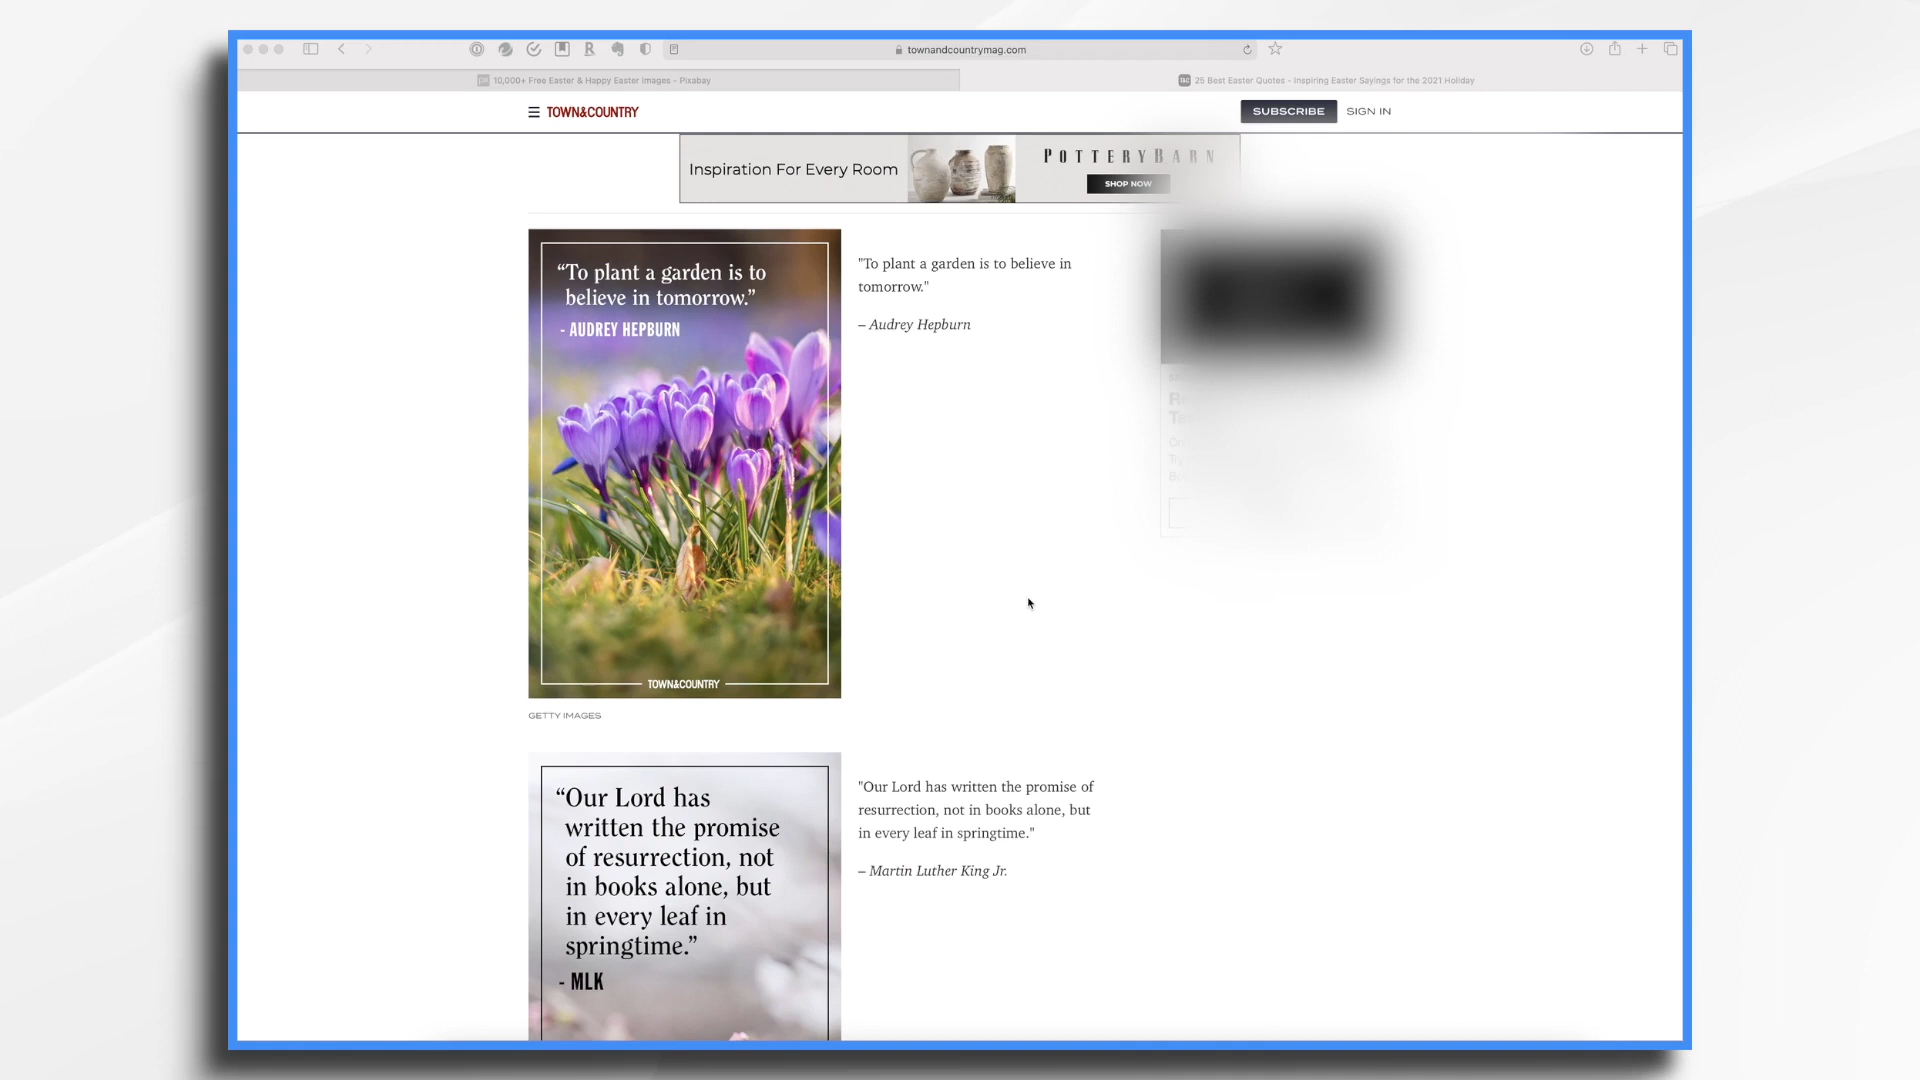 townandcountrymag.com
10,000+ Free Easter & Happy Easter Images - Pixabay
25 Best Easter Quotes - Inspiring Easter Sayings for the 2021 Holiday
TOWN&COUNTRY
SUBSCRIBE
SIGN IN
Inspiration For Every Room
POTTERYBARN
SHOP NOW
“To plant a garden is to
believe in tomorrow.”
- AUDREY HEPBURN
TOWN&COUNTRY
GETTY IMAGES
"To plant a garden is to believe in
tomorrow."
– Audrey Hepburn
“Our Lord has
written the promise
of resurrection, not
in books alone, but
in every leaf in
springtime.”
- MLK
"Our Lord has written the promise of
resurrection, not in books alone, but
in every leaf in springtime."
– Martin Luther King Jr.